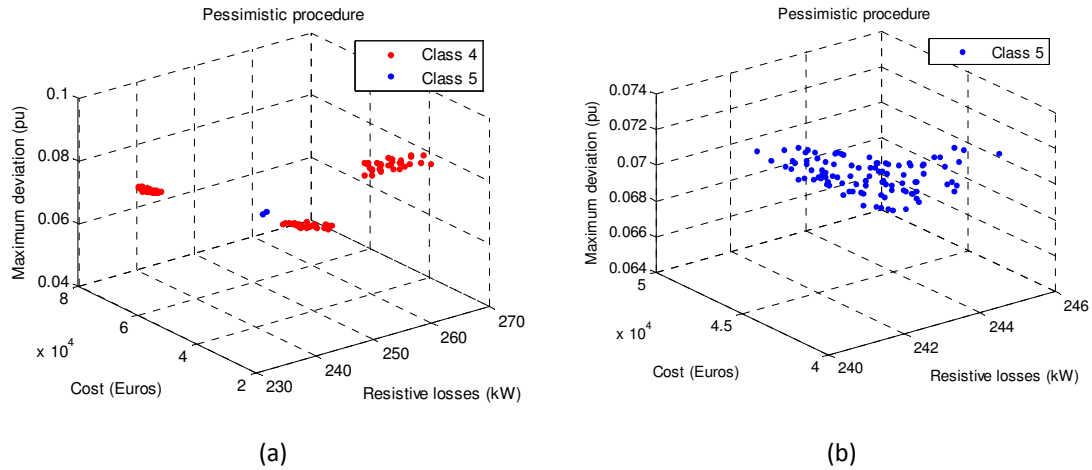 Pessimistic procedure
Class 4
Class 5
Maximum deviation (pu)
0.1
0.08
0.06
0.04
8
6
4
2
x 10^4
Cost (Euros)
230
240
250
260
270
Resistive losses (kW)
(a)
Pessimistic procedure
Class 5
Maximum deviation (pu)
0.074
0.072
0.07
0.068
0.066
0.064
5
4.5
4
x 10^4
Cost (Euros)
240
242
244
246
Resistive losses (kW)
(b)